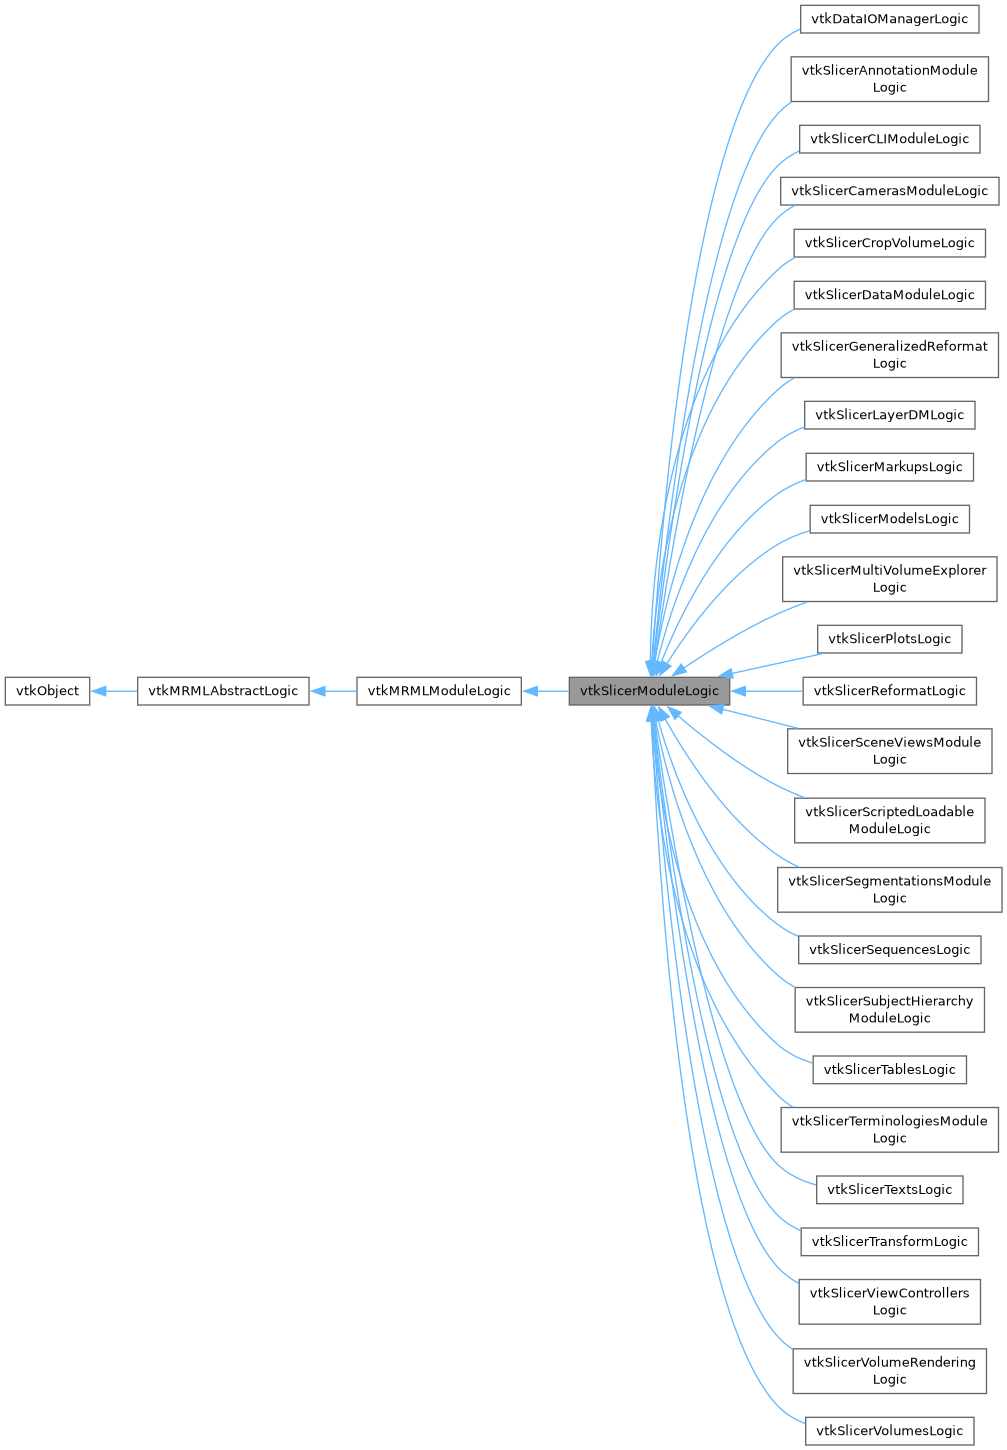 vtkDataIOManagerLogic
vtkSlicerAnnotationModule
Logic
vtkSlicerCLIModuleLogic
vtkSlicerCamerasModuleLogic
vtkSlicerCropVolumeLogic
vtkSlicerDataModuleLogic
vtkSlicerGeneralizedReformat
Logic
vtkSlicerLayerDMLogic
vtkSlicerMarkupsLogic
vtkSlicerModelsLogic
vtkSlicerMultiVolumeExplorer
Logic
vtkSlicerPlotsLogic
vtkObject
vtkMRMLAbstractLogic
vtkMRMLModuleLogic
vtkSlicerModuleLogic
vtkSlicerReformatLogic
vtkSlicerSceneViewsModule
Logic
vtkSlicerScriptedLoadable
ModuleLogic
vtkSlicerSegmentationsModule
Logic
vtkSlicerSequencesLogic
vtkSlicerSubjectHierarchy
ModuleLogic
vtkSlicerTablesLogic
vtkSlicerTerminologiesModule
Logic
vtkSlicerTextsLogic
vtkSlicerTransformLogic
vtkSlicerViewControllers
Logic
vtkSlicerVolumeRendering
Logic
vtkSlicerVolumesLogic